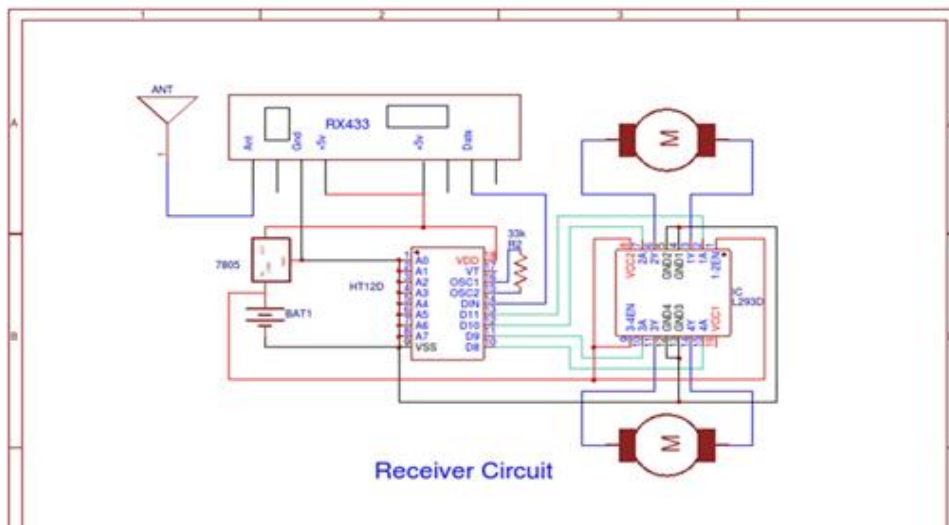 1 2 3
A
B
ANT
1
RX433
Ant
Gnd
+5v
+5v
Data
M
7805
BAT1
HT12D
A0
A1
A2
A3
A4
A5
A6
A7
VSS
VDD
VT
OSC1
OSC2
DIN
D11
D10
D9
D8
33k
R2
VCC2
2A
2Y
GND2
GND1
1Y
1A
1-2EN
IC
L293D
3-4EN
3A
3Y
GND4
GND3
4Y
4A
VCC1
M
Receiver Circuit